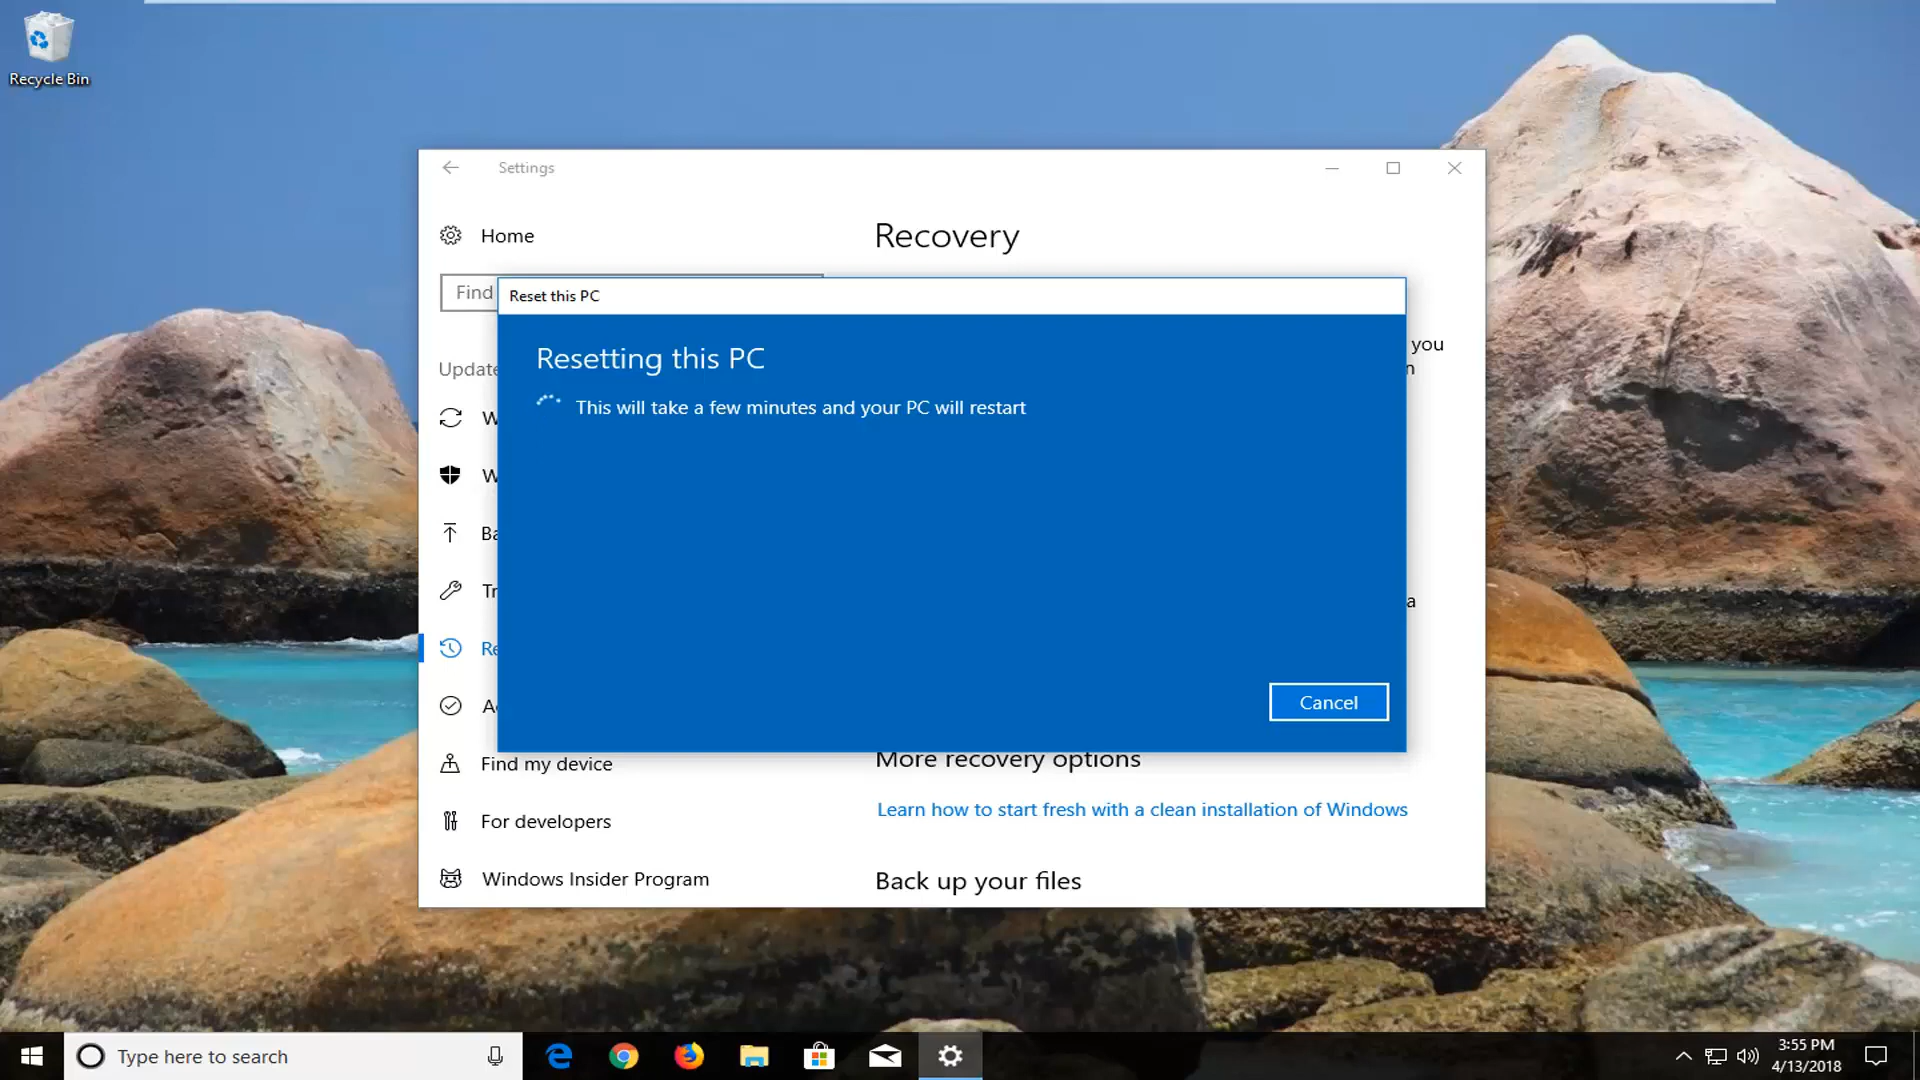 Recycle Bin
Settings
Home
Recovery
Find
Reset this PC
Resetting this PC
This will take a few minutes and your PC will restart
you
n
Update
W
W
Ba
Tr
a
Re
A
Cancel
More recovery options
Find my device
Learn how to start fresh with a clean installation of Windows
For developers
Back up your files
Windows Insider Program
Type here to search
3:55 PM
4/13/2018